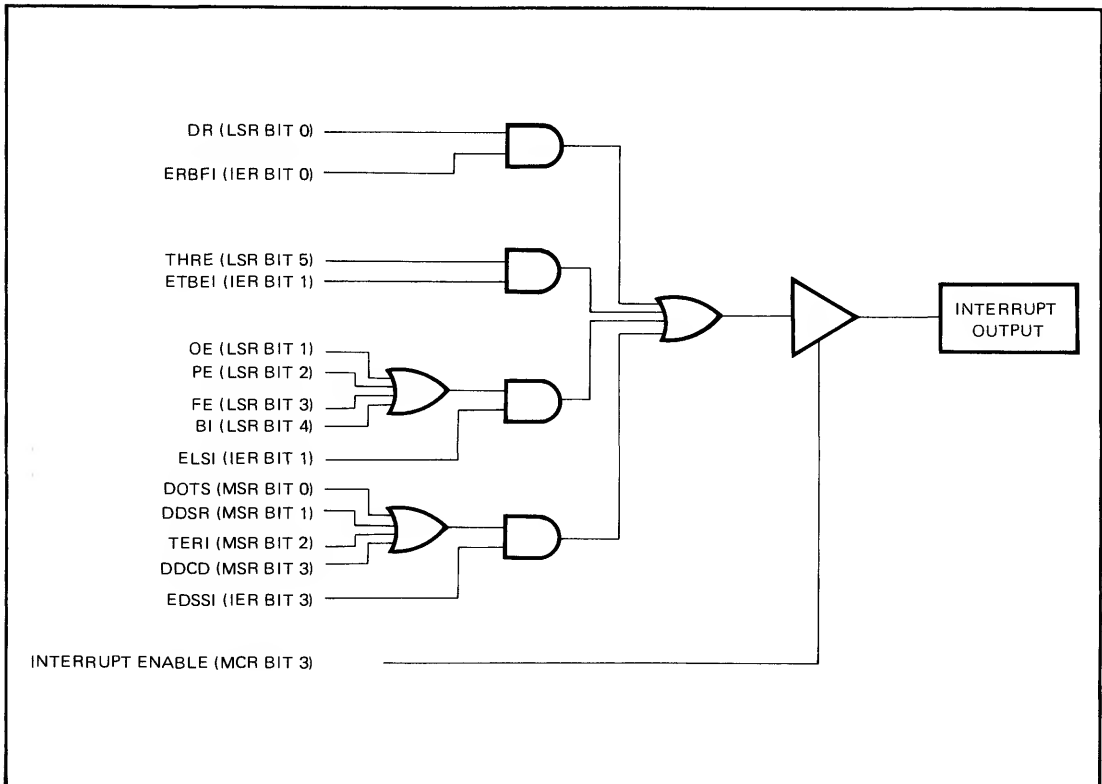 DR (LSR BIT 0)
ERBFI (IER BIT 0)
THRE (LSR BIT 5)
ETBEI (IER BIT 1)
OE (LSR BIT 1)
PE (LSR BIT 2)
FE (LSR BIT 3)
BI (LSR BIT 4)
ELSI (IER BIT 1)
DOTS (MSR BIT 0)
DDSR (MSR BIT 1)
TERI (MSR BIT 2)
DDCD (MSR BIT 3)
EDSSI (IER BIT 3)
INTERRUPT ENABLE (MCR BIT 3)
INTERRUPT
OUTPUT